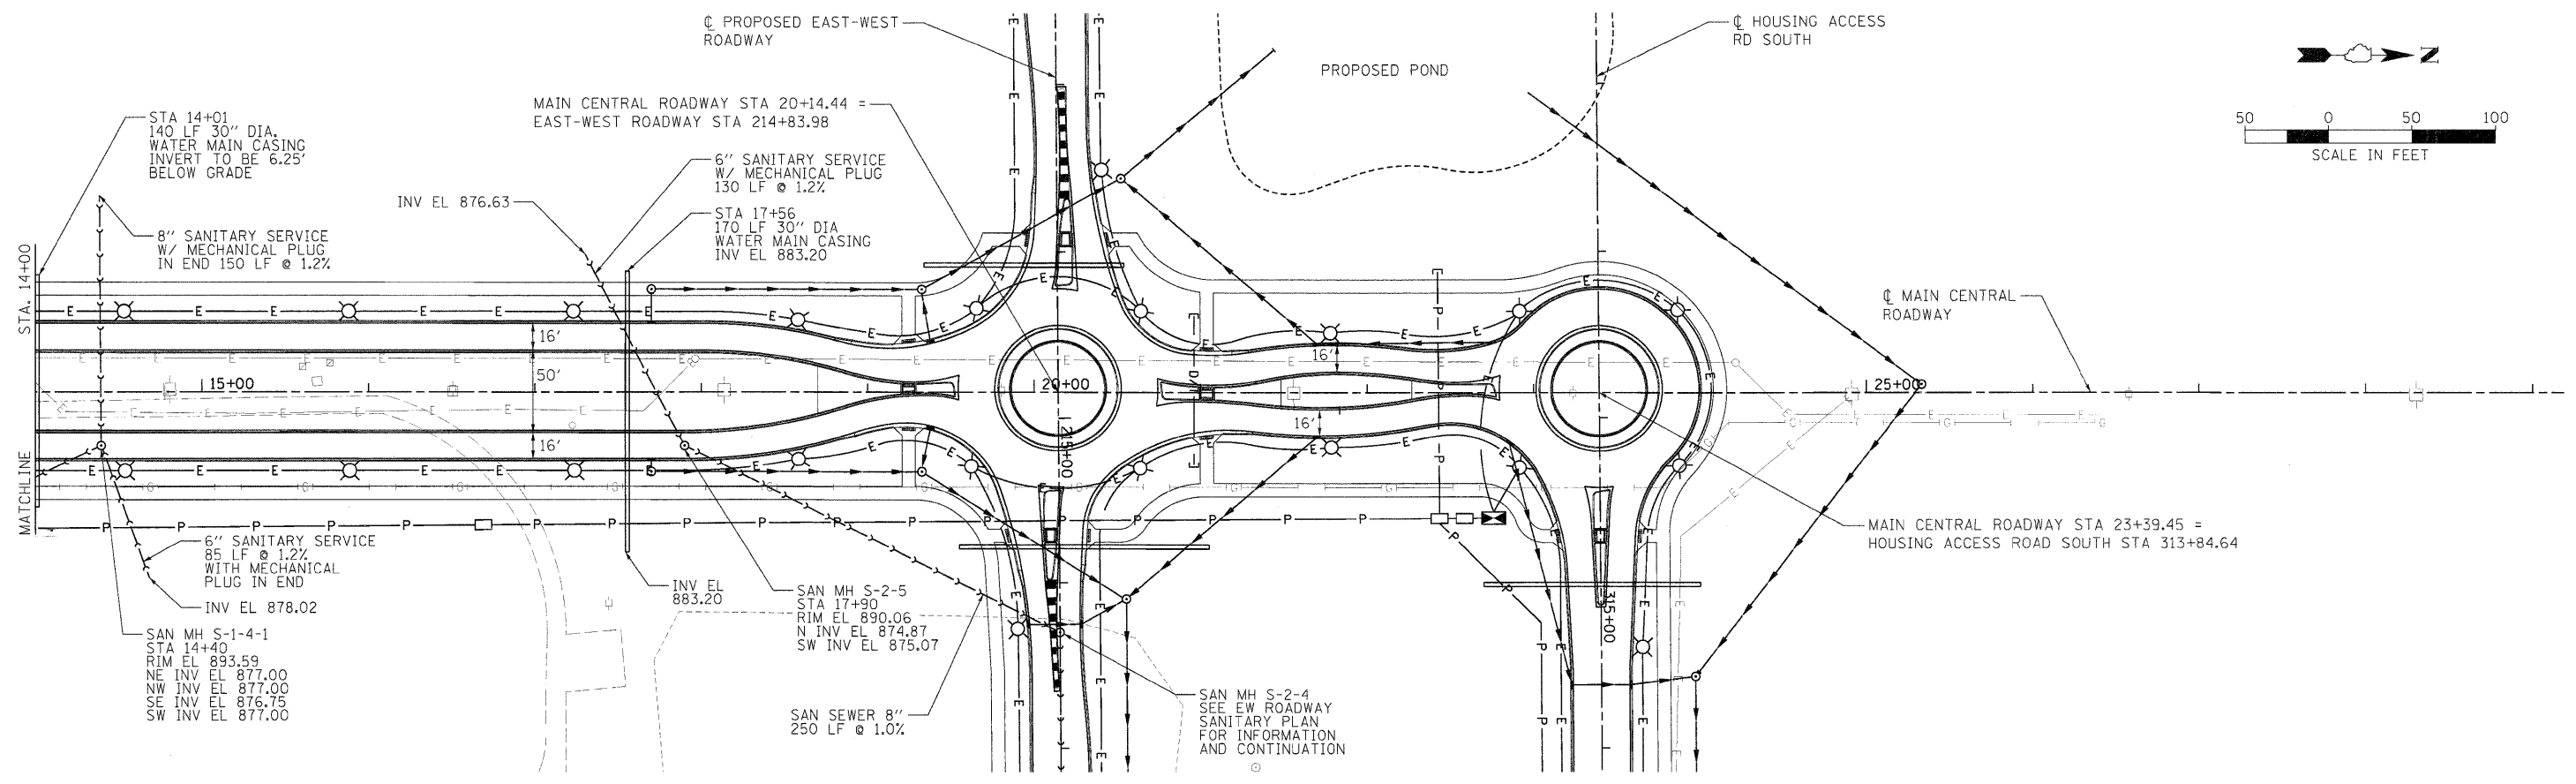 ℄ PROPOSED EAST-WEST
ROADWAY
℄ HOUSING ACCESS
RD SOUTH
PROPOSED POND
N
50 0 50 100
SCALE IN FEET
STA 14+01
140 LF 30" DIA.
WATER MAIN CASING
INVERT TO BE 6.25'
BELOW GRADE
MAIN CENTRAL ROADWAY STA 20+14.44 =
EAST-WEST ROADWAY STA 214+83.98
6" SANITARY SERVICE
W/ MECHANICAL PLUG
130 LF @ 1.2%
INV EL 876.63
STA 17+56
170 LF 30" DIA
WATER MAIN CASING
INV EL 883.20
8" SANITARY SERVICE
W/ MECHANICAL PLUG
IN END 150 LF @ 1.2%
MATCHLINE STA. 14+00
16'
50'
16'
16'
16'
15+00
20+00
25+00
215+00
315+00
℄ MAIN CENTRAL
ROADWAY
MAIN CENTRAL ROADWAY STA 23+39.45 =
HOUSING ACCESS ROAD SOUTH STA 313+84.64
6" SANITARY SERVICE
85 LF @ 1.2%
WITH MECHANICAL
PLUG IN END
INV EL 878.02
SAN MH S-1-4-1
STA 14+40
RIM EL 893.59
NE INV EL 877.00
NW INV EL 877.00
SE INV EL 876.75
SW INV EL 877.00
INV EL
883.20
SAN MH S-2-5
STA 17+90
RIM EL 890.06
N INV EL 874.87
SW INV EL 875.07
SAN SEWER 8"
250 LF @ 1.0%
SAN MH S-2-4
SEE EW ROADWAY
SANITARY PLAN
FOR INFORMATION
AND CONTINUATION